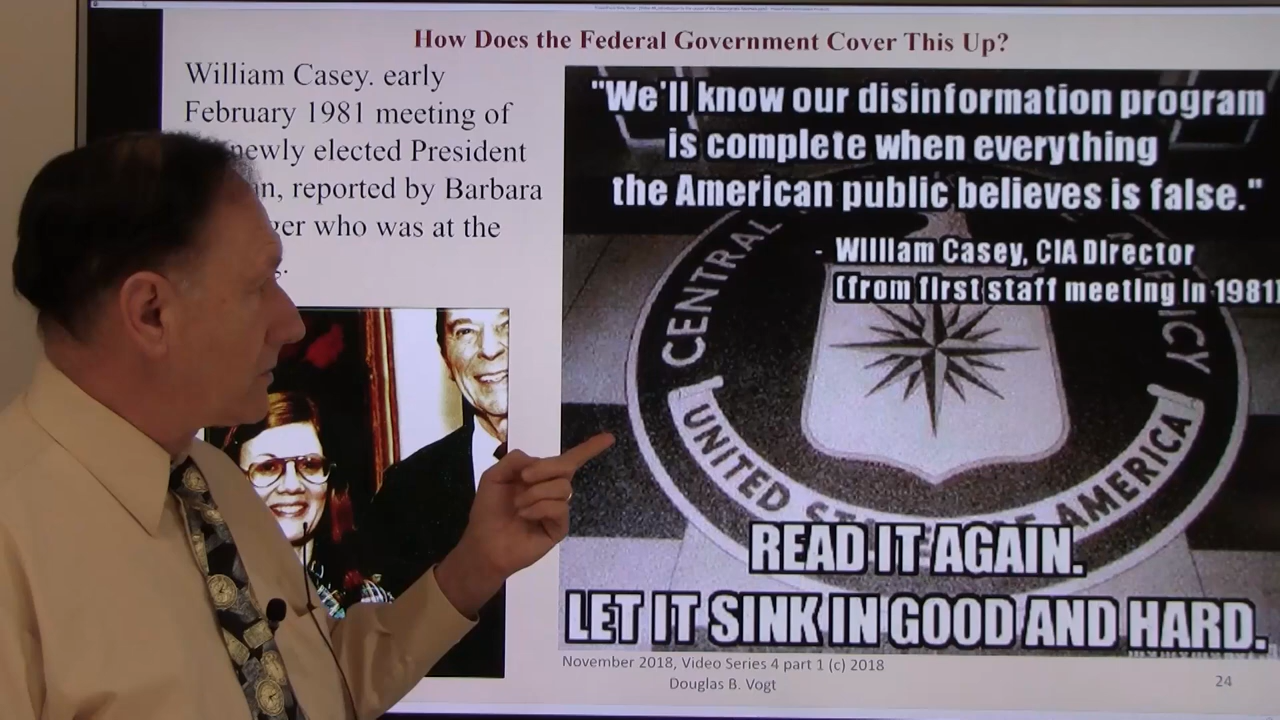 How Does the Federal Government Cover This Up?
William Casey. early
February 1981 meeting of
newly elected President
reported by Barbara
who was at the
"We'll know our disinformation program
is complete when everything
the American public believes is false."
- William Casey, CIA Director
(from first staff meeting in 1981)
CENTRAL
UNITED
AMERICA
READ IT AGAIN.
LET IT SINK IN GOOD AND HARD.
November 2018, Video Series 4 part 1 (c) 2018
Douglas B. Vogt
24